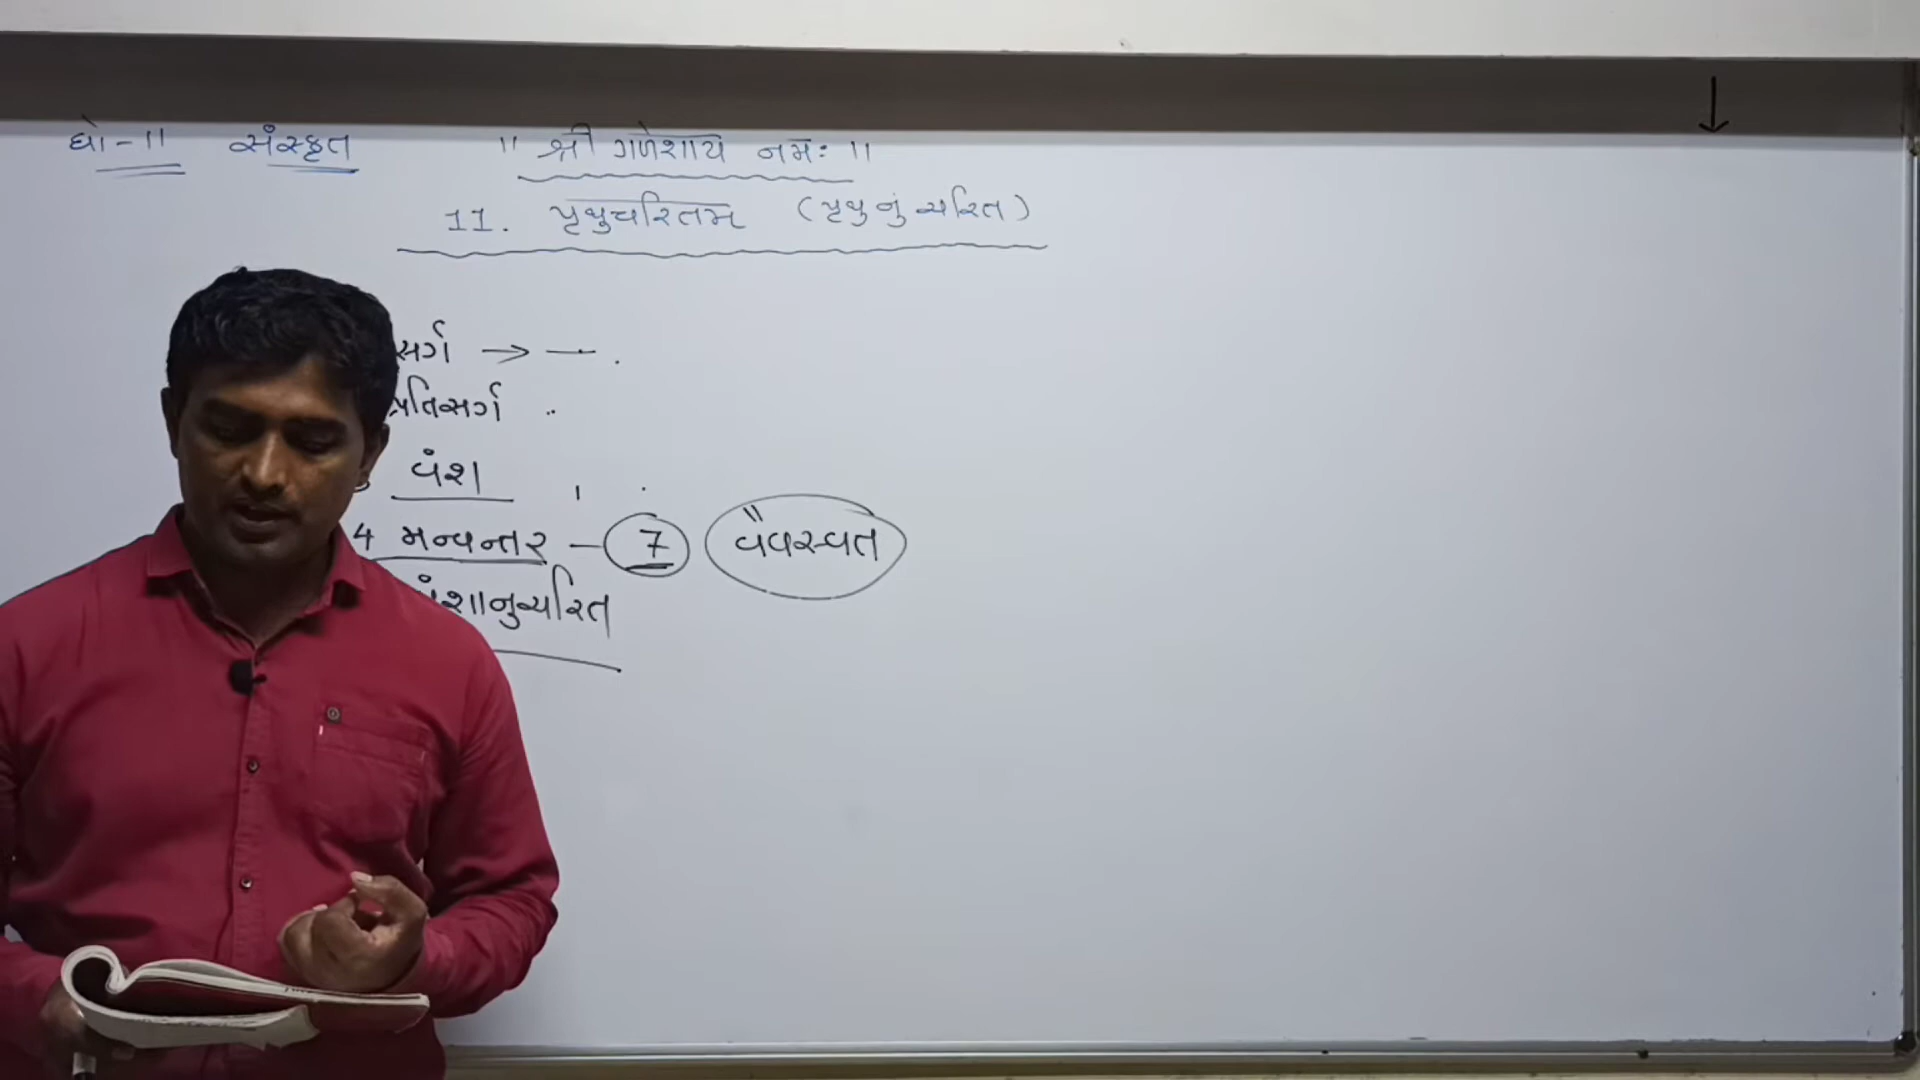 ધો-11 સંસ્કૃત "શ્રી ગણેશાય નમઃ"
11. પૃથુચરિતમ્ (પૃથુનું ચરિત)
સર્ગ →
પ્રતિસર્ગ
વંશ
4 મન્વન્તર - 7 વૈવસ્વત
વંશાનુચરિત